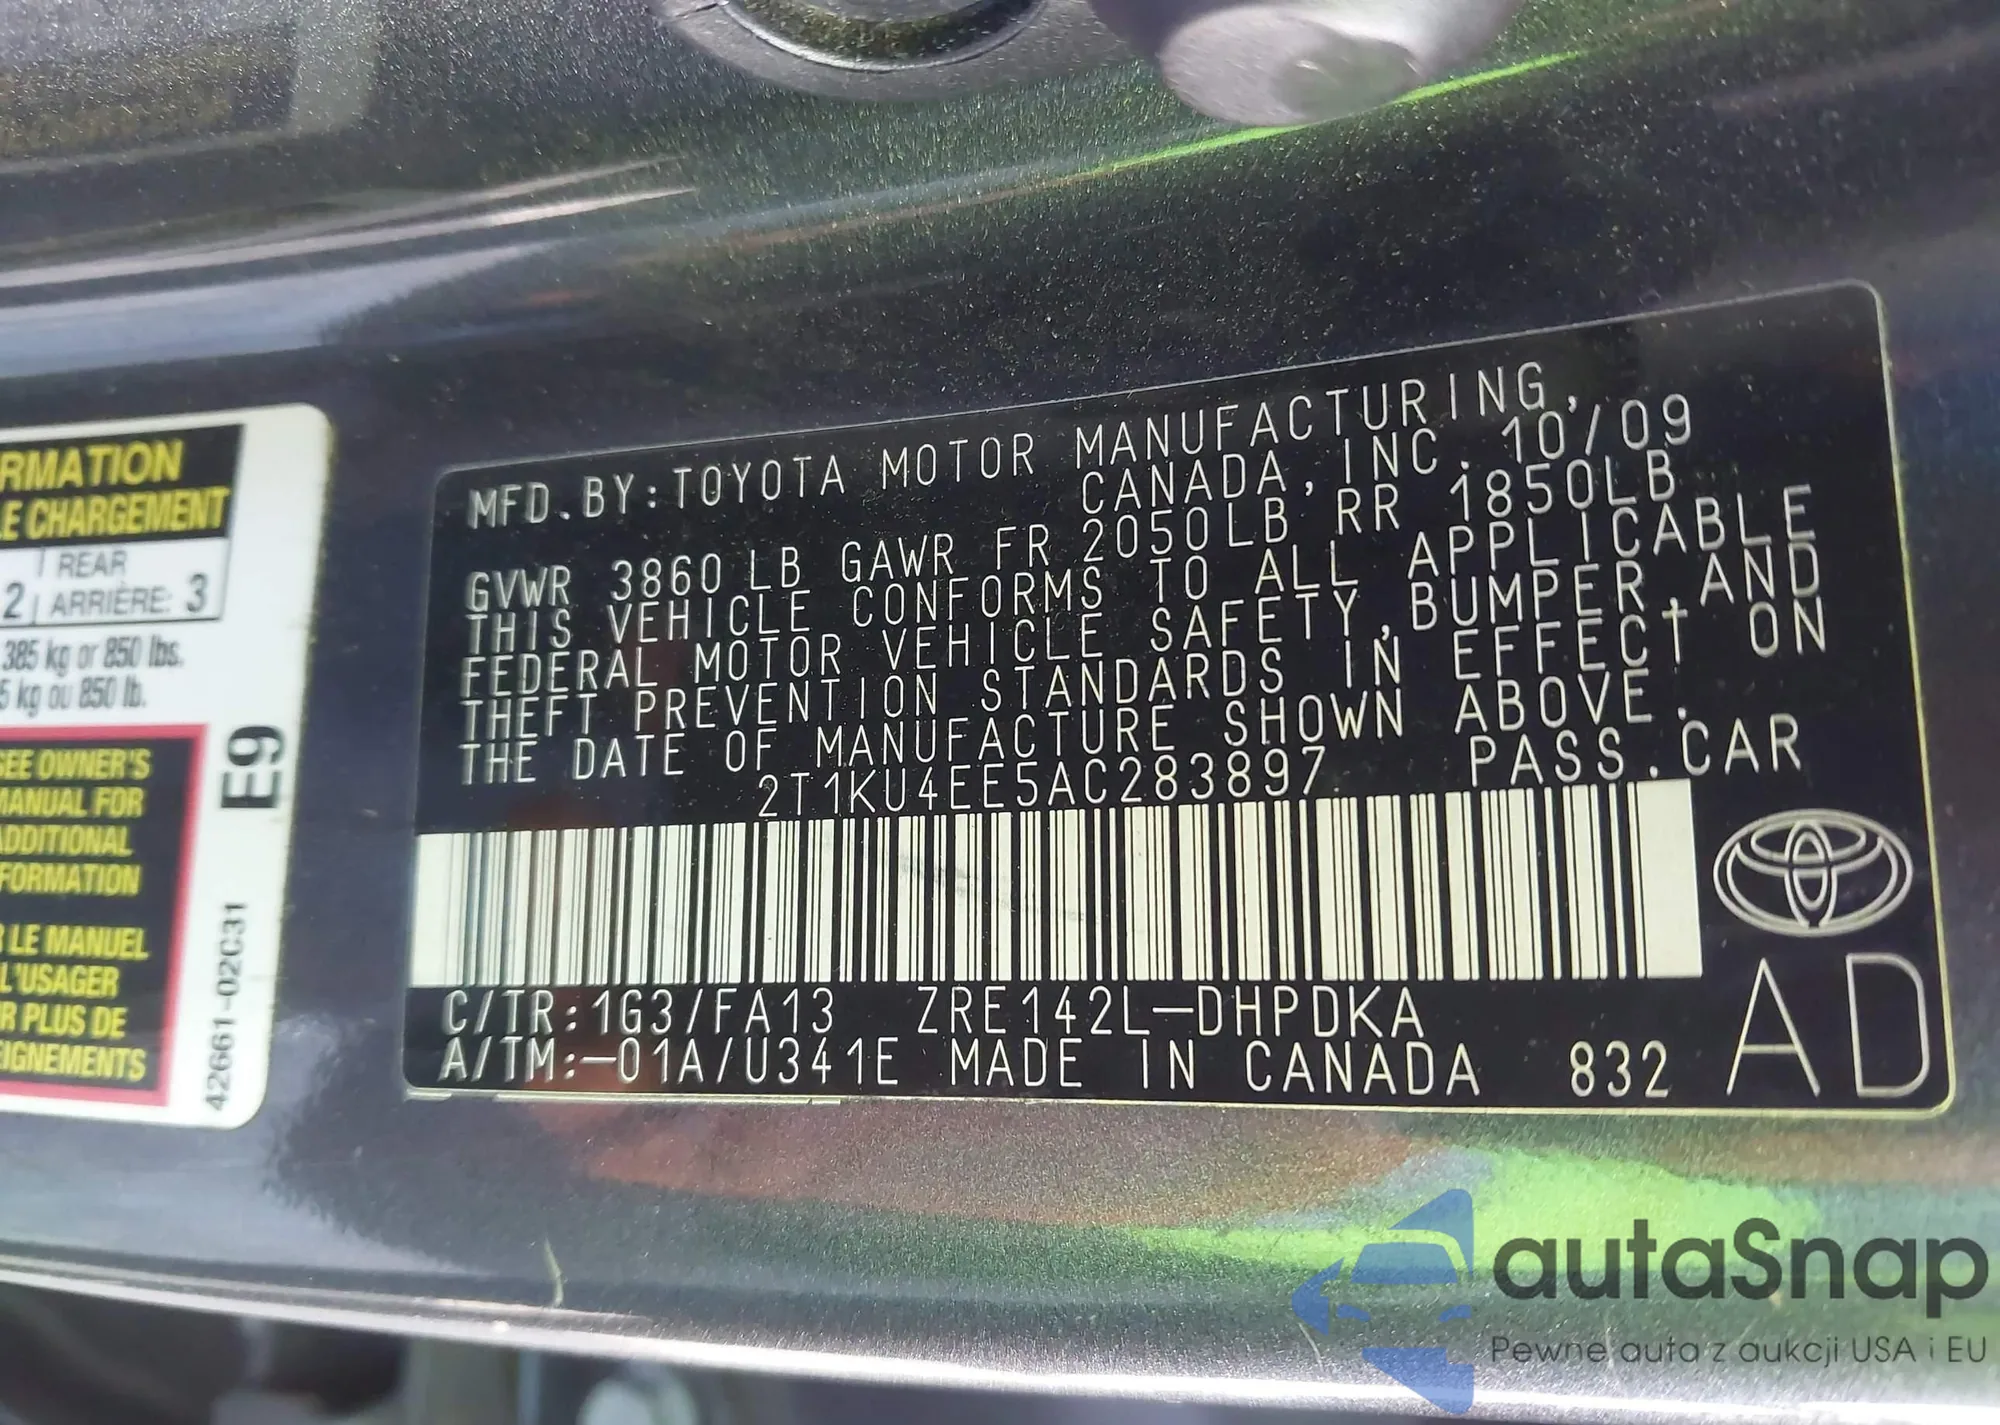 RMATION
LE CHARGEMENT
REAR
2 ARRIÈRE: 3
385 kg or 850 lbs.
5 kg ou 850 lb.
SEE OWNER'S
MANUAL FOR
ADDITIONAL
FORMATION
R LE MANUEL
L'USAGER
R PLUS DE
EIGNEMENTS
E9
42661-02C31
MFD. BY: TOYOTA MOTOR MANUFACTURING,
CANADA, INC. 10/09
GVWR 3860 LB GAWR FR 2050LB RR 1850LB
THIS VEHICLE CONFORMS TO ALL APPLICABLE
FEDERAL MOTOR VEHICLE SAFETY, BUMPER, AND
THEFT PREVENTION STANDARDS IN EFFECT ON
THE DATE OF MANUFACTURE SHOWN ABOVE.
2T1KU4EE5AC283897 PASS. CAR
C/TR: 1G3/FA13 ZRE142L-DHPDKA
A/TM:-01A/U341E MADE IN CANADA 832
AD
autaSnap
Pewne auta z aukcji USA i EU